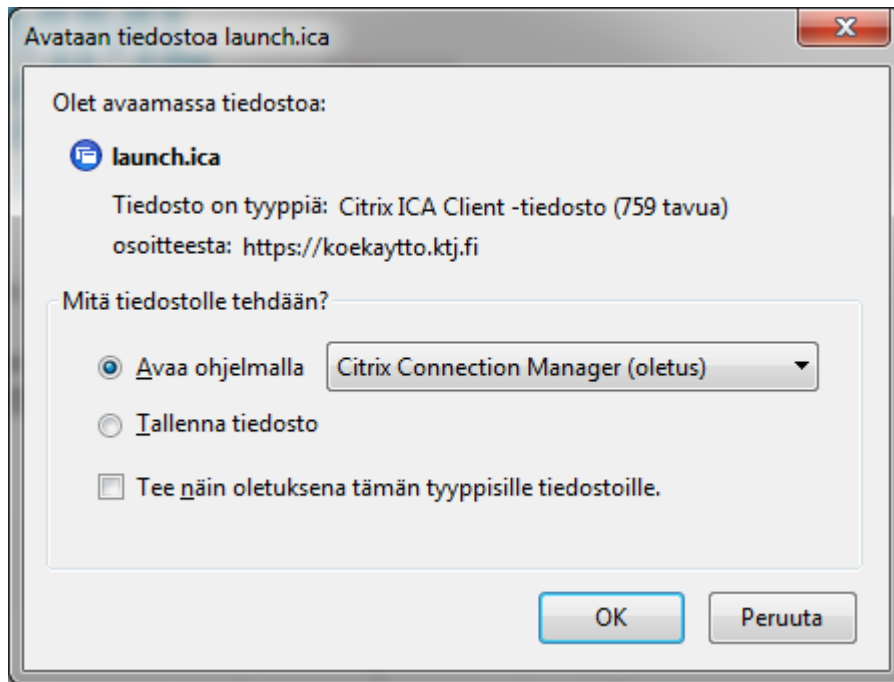 Avataan tiedostoa launch.ica
Olet avaamassa tiedostoa:
launch.ica
Tiedosto on tyyppiä: Citrix ICA Client -tiedosto (759 tavua)
osoitteesta: https://koekaytto.ktj.fi
Mitä tiedostolle tehdään?
Avaa ohjelmalla Citrix Connection Manager (oletus)
Tallenna tiedosto
Tee näin oletuksena tämän tyyppisille tiedostoille.
OK Peruuta